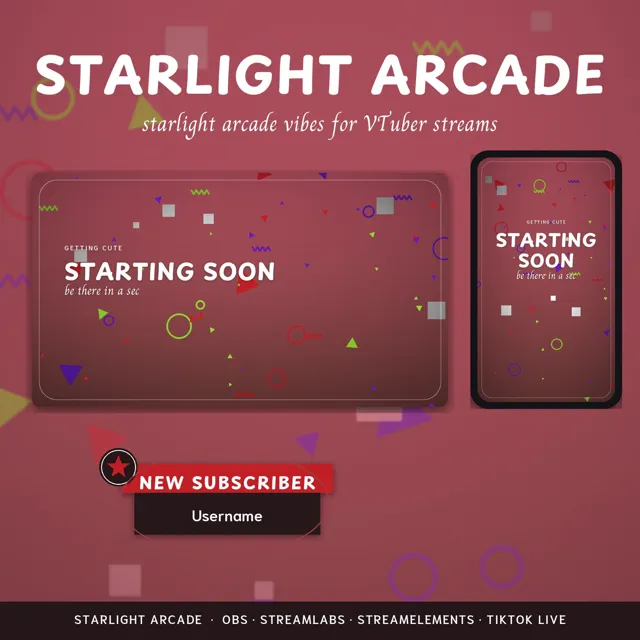 STARLIGHT ARCADE
starlight arcade vibes for VTuber streams
GETTING CUTE
STARTING SOON
be there in a sec
GETTING CUTE
STARTING
SOON
be there in a sec
NEW SUBSCRIBER
Username
STARLIGHT ARCADE · OBS · STREAMLABS · STREAMELEMENTS · TIKTOK LIVE